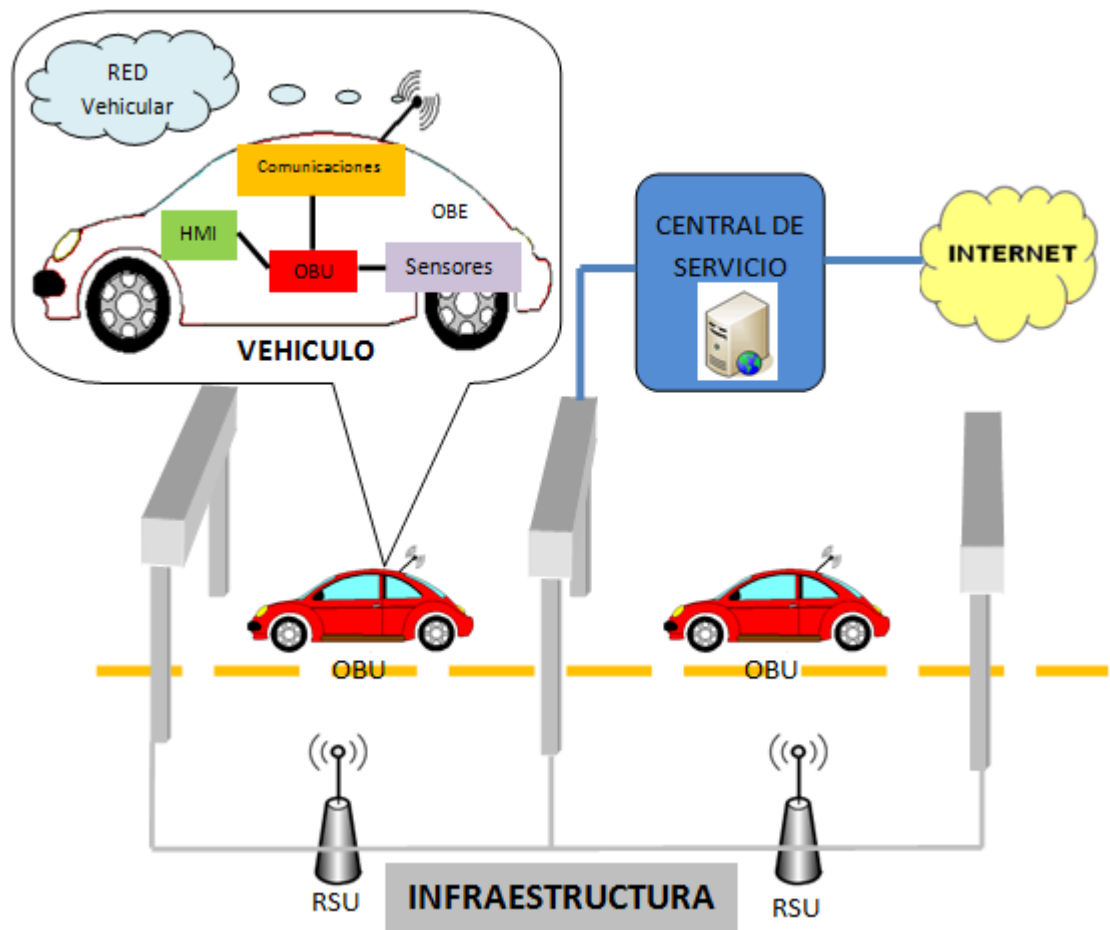 RED
Vehicular
Comunicaciones
OBE
HMI
OBU
Sensores
VEHICULO
CENTRAL DE
SERVICIO
INTERNET
OBU
OBU
RSU
RSU
INFRAESTRUCTURA